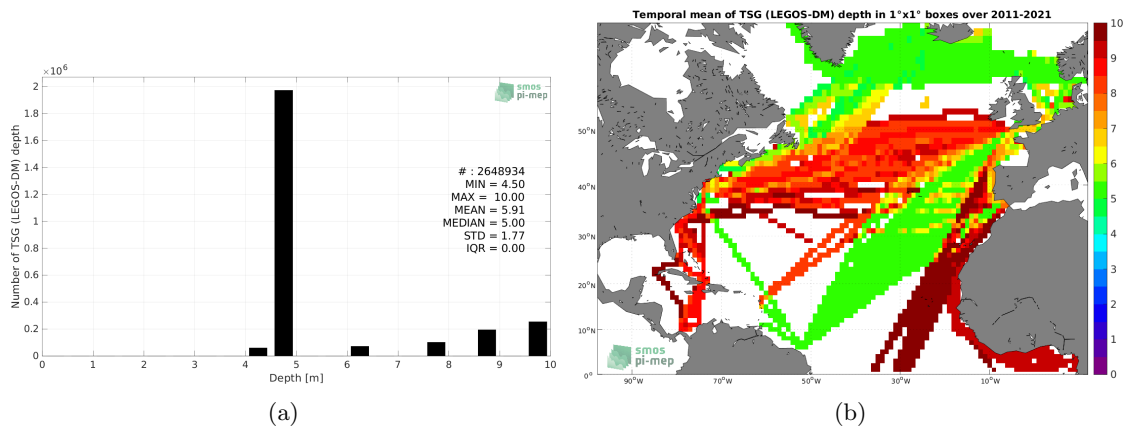 ×10⁶
2
1.8
1.6
1.4
1.2
1
0.8
0.6
0.4
0.2
0
Number of TSG (LEGOS-DM) depth
smos
pi-mep
# : 2648934
MIN = 4.50
MAX = 10.00
MEAN = 5.91
MEDIAN = 5.00
STD = 1.77
IQR = 0.00
0 1 2 3 4 5 6 7 8 9 10
Depth [m]
(a)
Temporal mean of TSG (LEGOS-DM) depth in 1°x1° boxes over 2011-2021
50°N
40°N
30°N
20°N
10°N
0°
90°W 70°W 50°W 30°W 10°W
smos
pi-mep
10
9
8
7
6
5
4
3
2
1
0
(b)